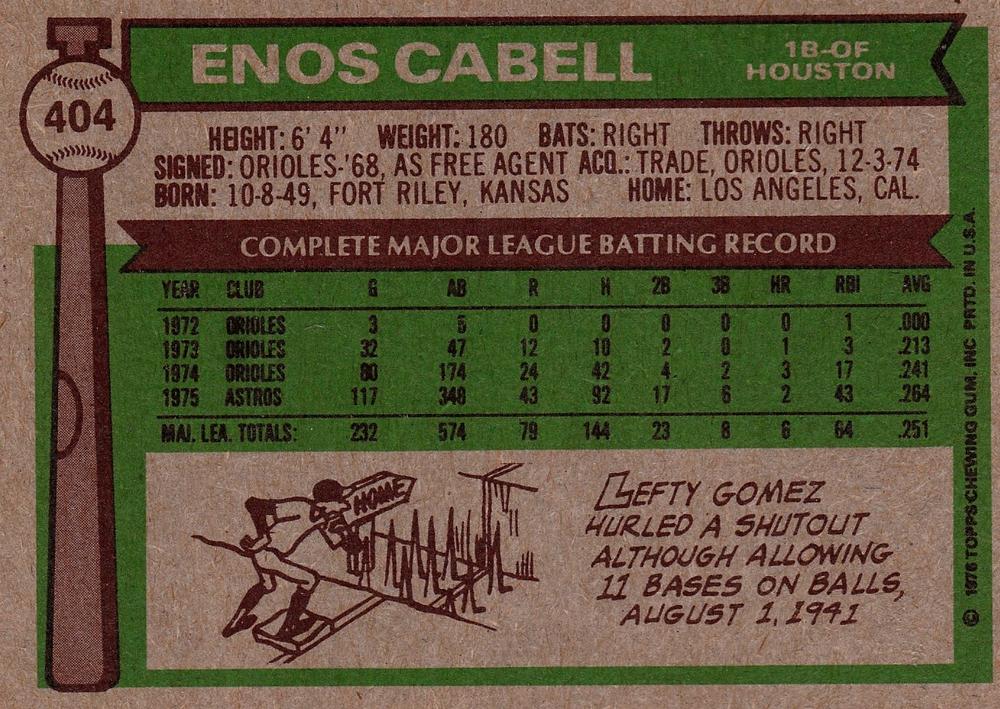 404
ENOS CABELL
1B-OF
HOUSTON
HEIGHT: 6' 4" WEIGHT: 180 BATS: RIGHT THROWS: RIGHT
SIGNED: ORIOLES-'68, AS FREE AGENT ACQ.: TRADE, ORIOLES, 12-3-74
BORN: 10-8-49, FORT RILEY, KANSAS HOME: LOS ANGELES, CAL.
COMPLETE MAJOR LEAGUE BATTING RECORD
YEAR CLUB G AB R H 2B 3B HR RBI AVG
1972 ORIOLES 3 5 0 0 0 0 0 1 .000
1973 ORIOLES 32 47 12 10 2 0 1 3 .213
1974 ORIOLES 80 174 24 42 4 2 3 17 .241
1975 ASTROS 117 348 43 92 17 6 2 43 .264
MAJ. LEA. TOTALS: 232 574 79 144 23 8 6 64 .251
HOME
LEFTY GOMEZ
HURLED A SHUTOUT
ALTHOUGH ALLOWING
11 BASES ON BALLS,
AUGUST 1, 1941
© 1976 TOPPS CHEWING GUM, INC PRTD. IN U.S.A.